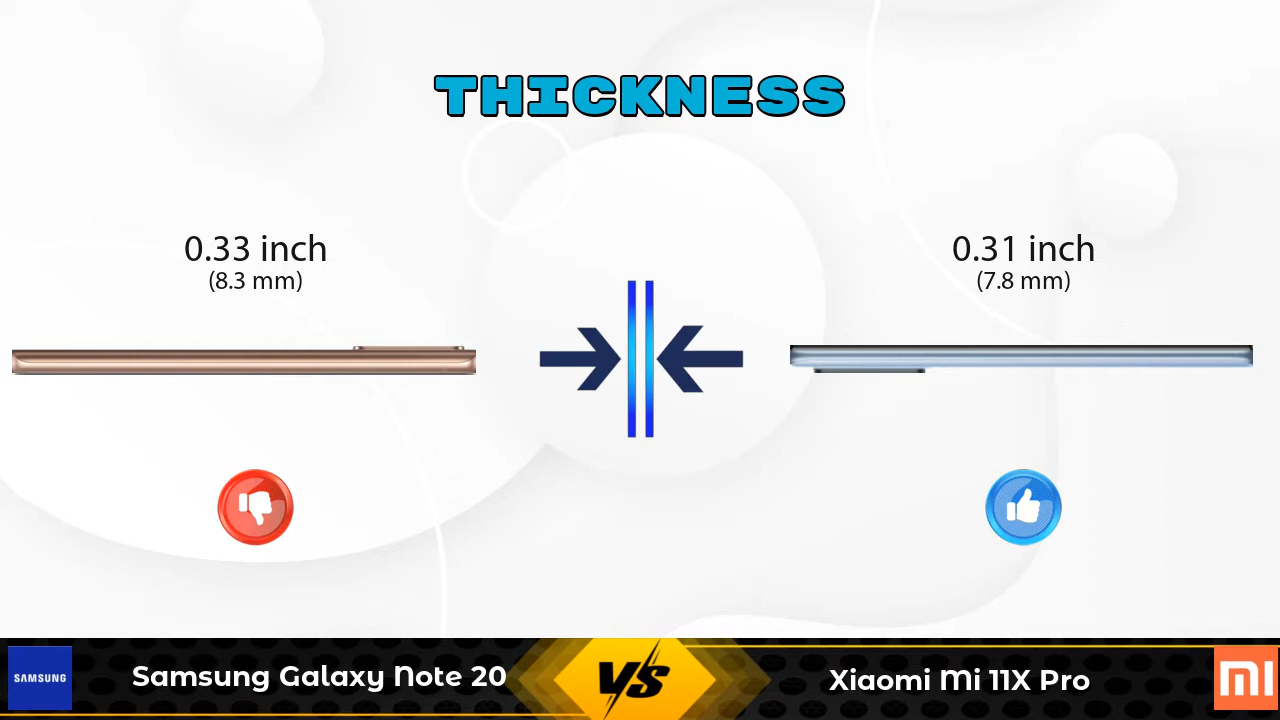 THICKNESS
0.33 inch
(8.3 mm)
0.31 inch
(7.8 mm)
SAMSUNG
Samsung Galaxy Note 20
VS
Xiaomi Mi 11X Pro
MI